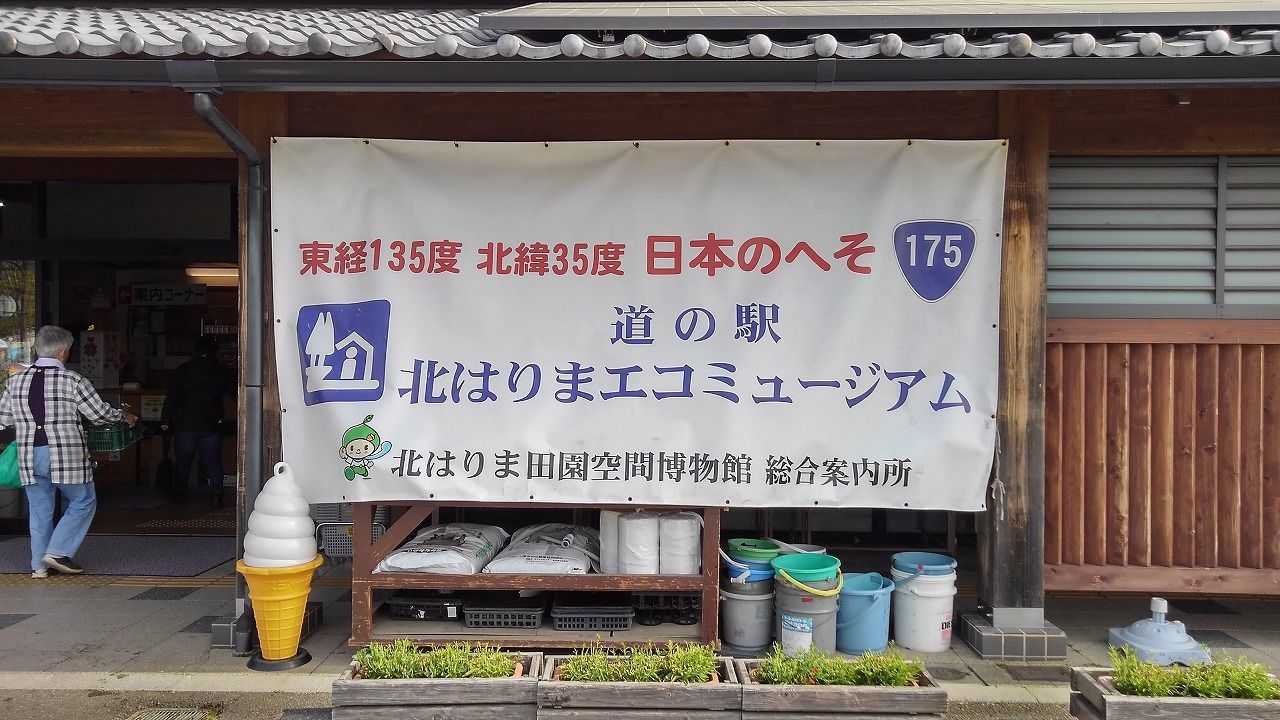 東経135度 北緯35度 日本のへそ 175
道の駅
北はりまエコミュージアム
北はりま田園空間博物館 総合案内所
案内コーナー